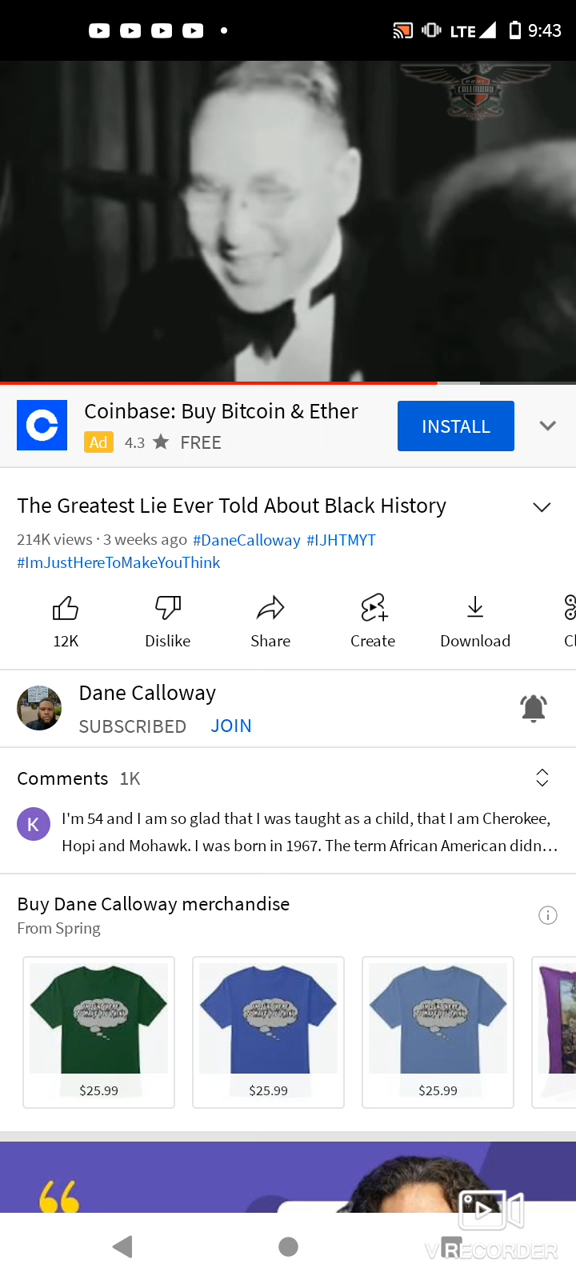 LTE 9:43
CALLOWAY
Coinbase: Buy Bitcoin & Ether
Ad 4.3 ★ FREE
INSTALL
The Greatest Lie Ever Told About Black History
214K views · 3 weeks ago #DaneCalloway #IJHTMYT
#ImJustHereToMakeYouThink
12K Dislike Share Create Download Cl
Dane Calloway
SUBSCRIBED JOIN
Comments 1K
K
I'm 54 and I am so glad that I was taught as a child, that I am Cherokee,
Hopi and Mohawk. I was born in 1967. The term African American didn…
Buy Dane Calloway merchandise
From Spring
$25.99 $25.99 $25.99
VRECORDER